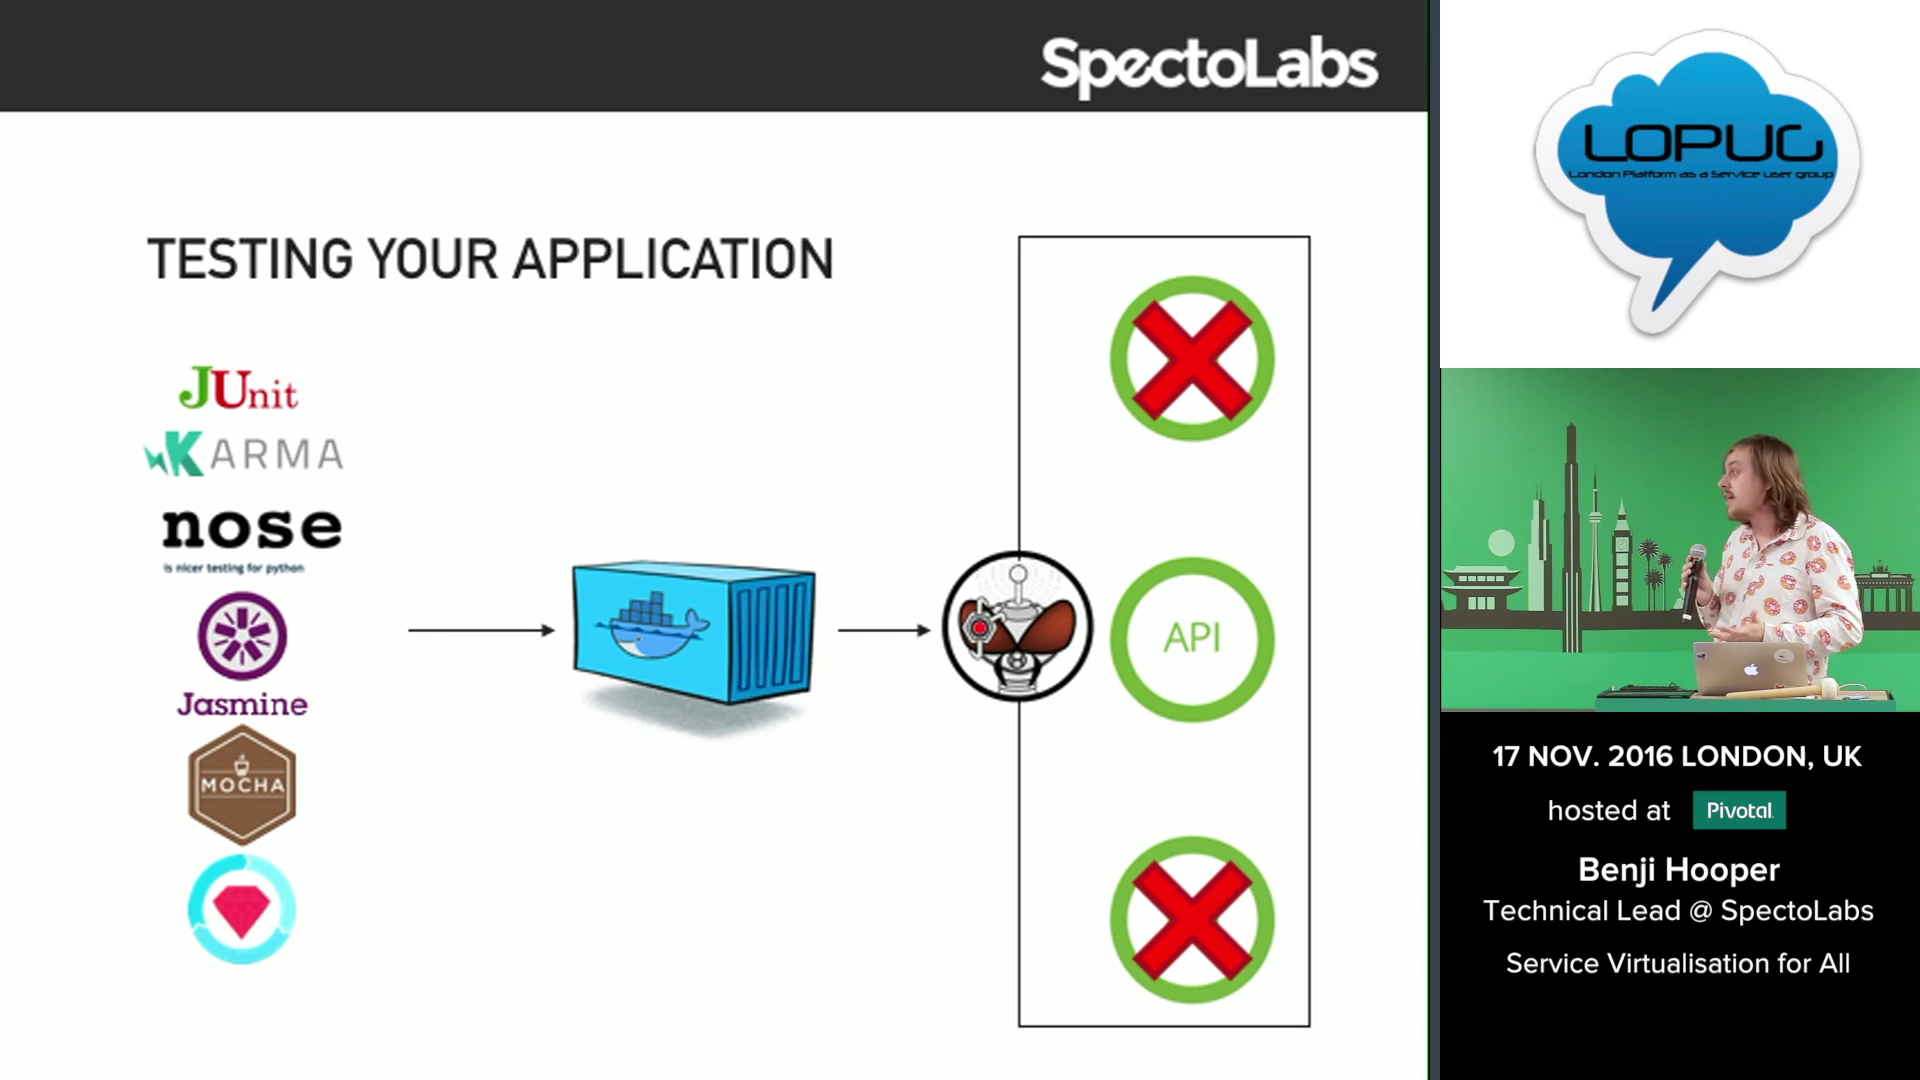 SpectoLabs
TESTING YOUR APPLICATION
JUnit
KARMA
nose
is nicer testing for python
Jasmine
MOCHA
API
LOPUG
London Platform as a Service user group
17 NOV. 2016 LONDON, UK
hosted at Pivotal
Benji Hooper
Technical Lead @ SpectoLabs
Service Virtualisation for All